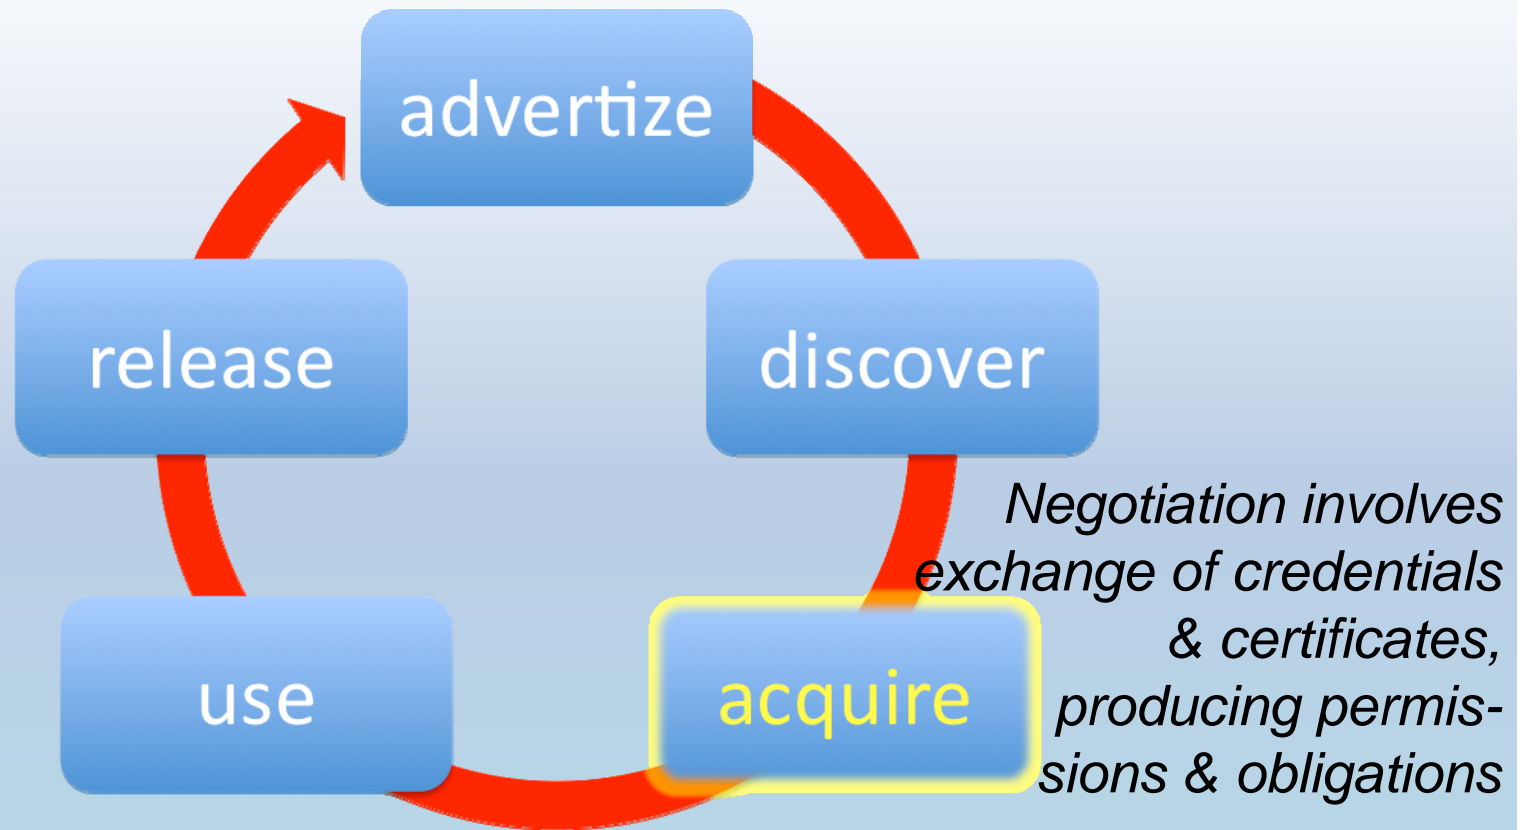 advertize
release
discover
Negotiation involves
exchange of credentials
& certificates,
producing permis-
sions & obligations
use
acquire